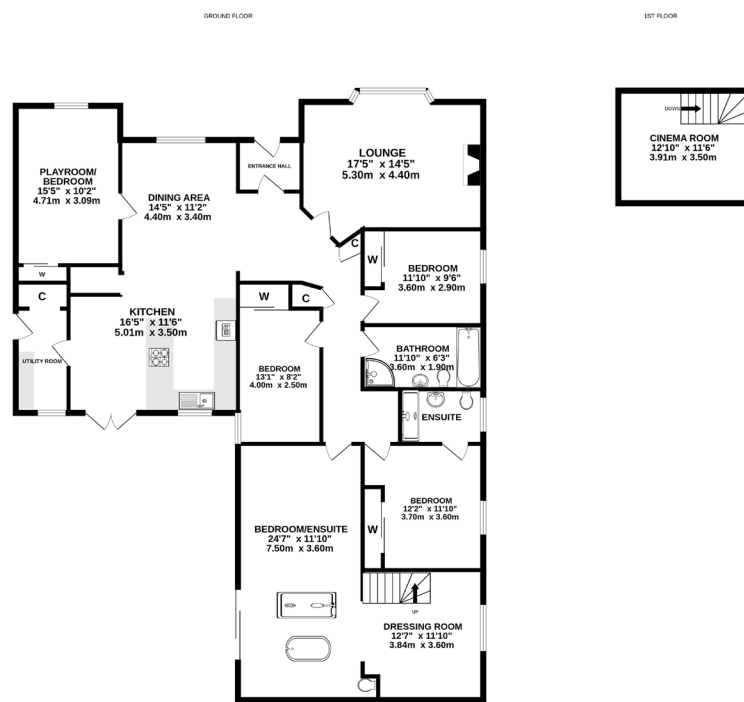 GROUND FLOOR
1ST FLOOR
LOUNGE
17'5" x 14'5"
5.30m x 4.40m
ENTRANCE HALL
PLAYROOM/
BEDROOM
15'5" x 10'2"
4.71m x 3.09m
DINING AREA
14'5" x 11'2"
4.40m x 3.40m
DOWN
CINEMA ROOM
12'10" x 11'6"
3.91m x 3.50m
C
W
BEDROOM
11'10" x 9'6"
3.60m x 2.90m
W
C
W
C
KITCHEN
16'5" x 11'6"
5.01m x 3.50m
UTILITY ROOM
BEDROOM
13'1" x 8'2"
4.00m x 2.50m
BATHROOM
11'10" x 6'3"
3.60m x 1.90m
ENSUITE
BEDROOM/ENSUITE
24'7" x 11'10"
7.50m x 3.60m
W
BEDROOM
12'2" x 11'10"
3.70m x 3.60m
UP
DRESSING ROOM
12'7" x 11'10"
3.84m x 3.60m